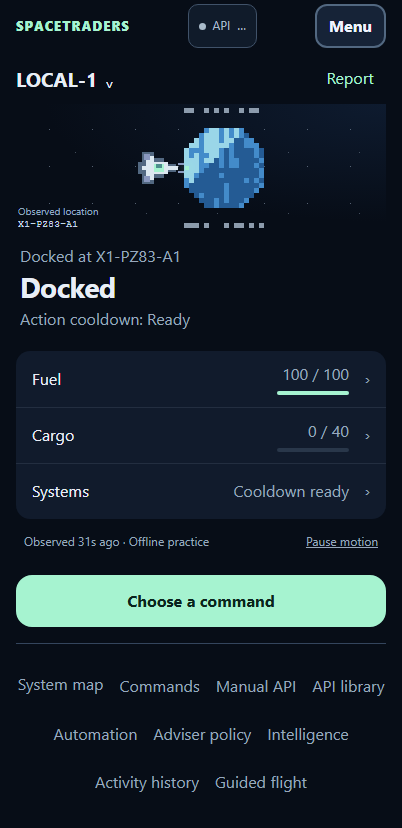 SPACETRADERS
API ...
Menu
LOCAL-1 v
Report
Observed location
X1-PZ83-A1
Docked at X1-PZ83-A1
Docked
Action cooldown: Ready
Fuel 100 / 100 ›
Cargo 0 / 40 ›
Systems Cooldown ready ›
Observed 31s ago · Offline practice Pause motion
Choose a command
System map Commands Manual API API library
Automation Adviser policy Intelligence
Activity history Guided flight